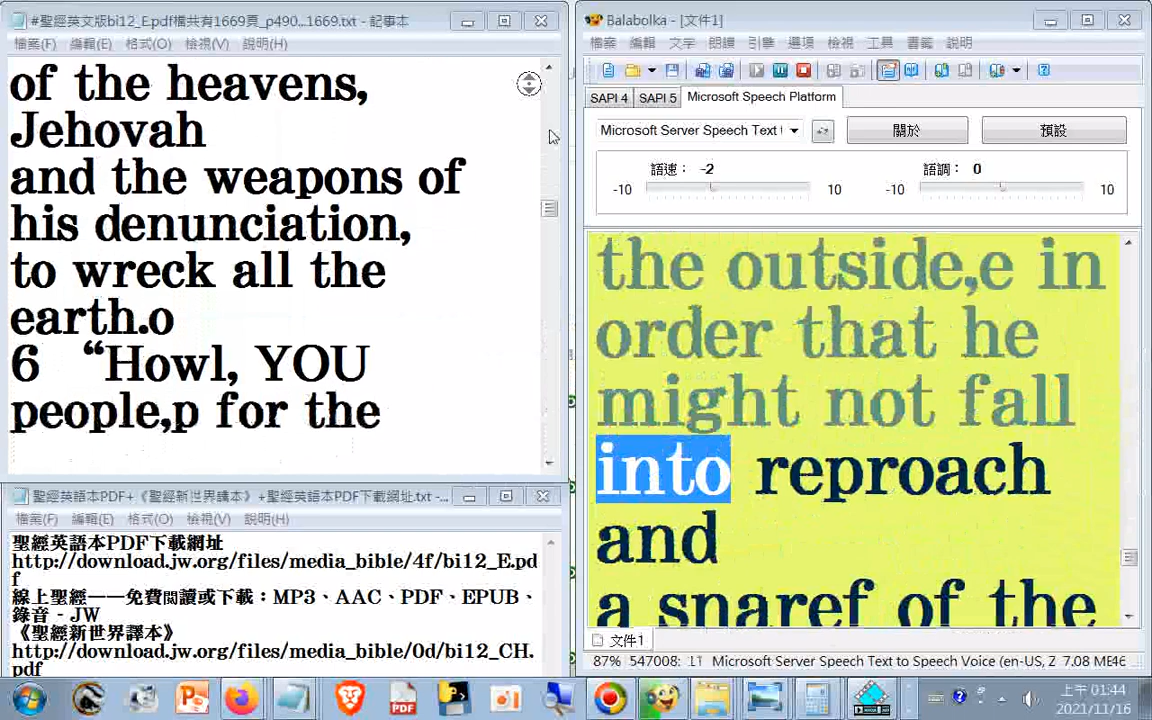 #聖經英文版bi12_E.pdf檔共有1669頁_p490...1669.txt - 記事本
檔案(F) 編輯(E) 格式(O) 檢視(V) 說明(H)
of the heavens,
Jehovah
and the weapons of
his denunciation,
to wreck all the
earth.o
6 “Howl, YOU
people,p for the
聖經英語本PDF+《聖經新世界譯本》+聖經英語本PDF下載網址.txt -...
檔案(F) 編輯(E) 格式(O) 檢視(V) 說明(H)
聖經英語本PDF下載網址
http://download.jw.org/files/media_bible/4f/bi12_E.pd
f
線上聖經──免費閱讀或下載：MP3、AAC、PDF、EPUB、
錄音 - JW
《聖經新世界譯本》
http://download.jw.org/files/media_bible/0d/bi12_CH.
pdf
Balabolka - [文件1]
檔案 編輯 文字 朗讀 引擎 選項 檢視 工具 書籤 說明
SAPI 4 SAPI 5 Microsoft Speech Platform
Microsoft Server Speech Text 關於 預設
語速： -2 語調： 0
-10 10 -10 10
the outside,e in
order that he
might not fall
into reproach
and
a snaref of the
文件1
87% 547008: Microsoft Server Speech Text to Speech Voice (en-US, Z 7.08 ME46
上午 01:44
2021/11/16